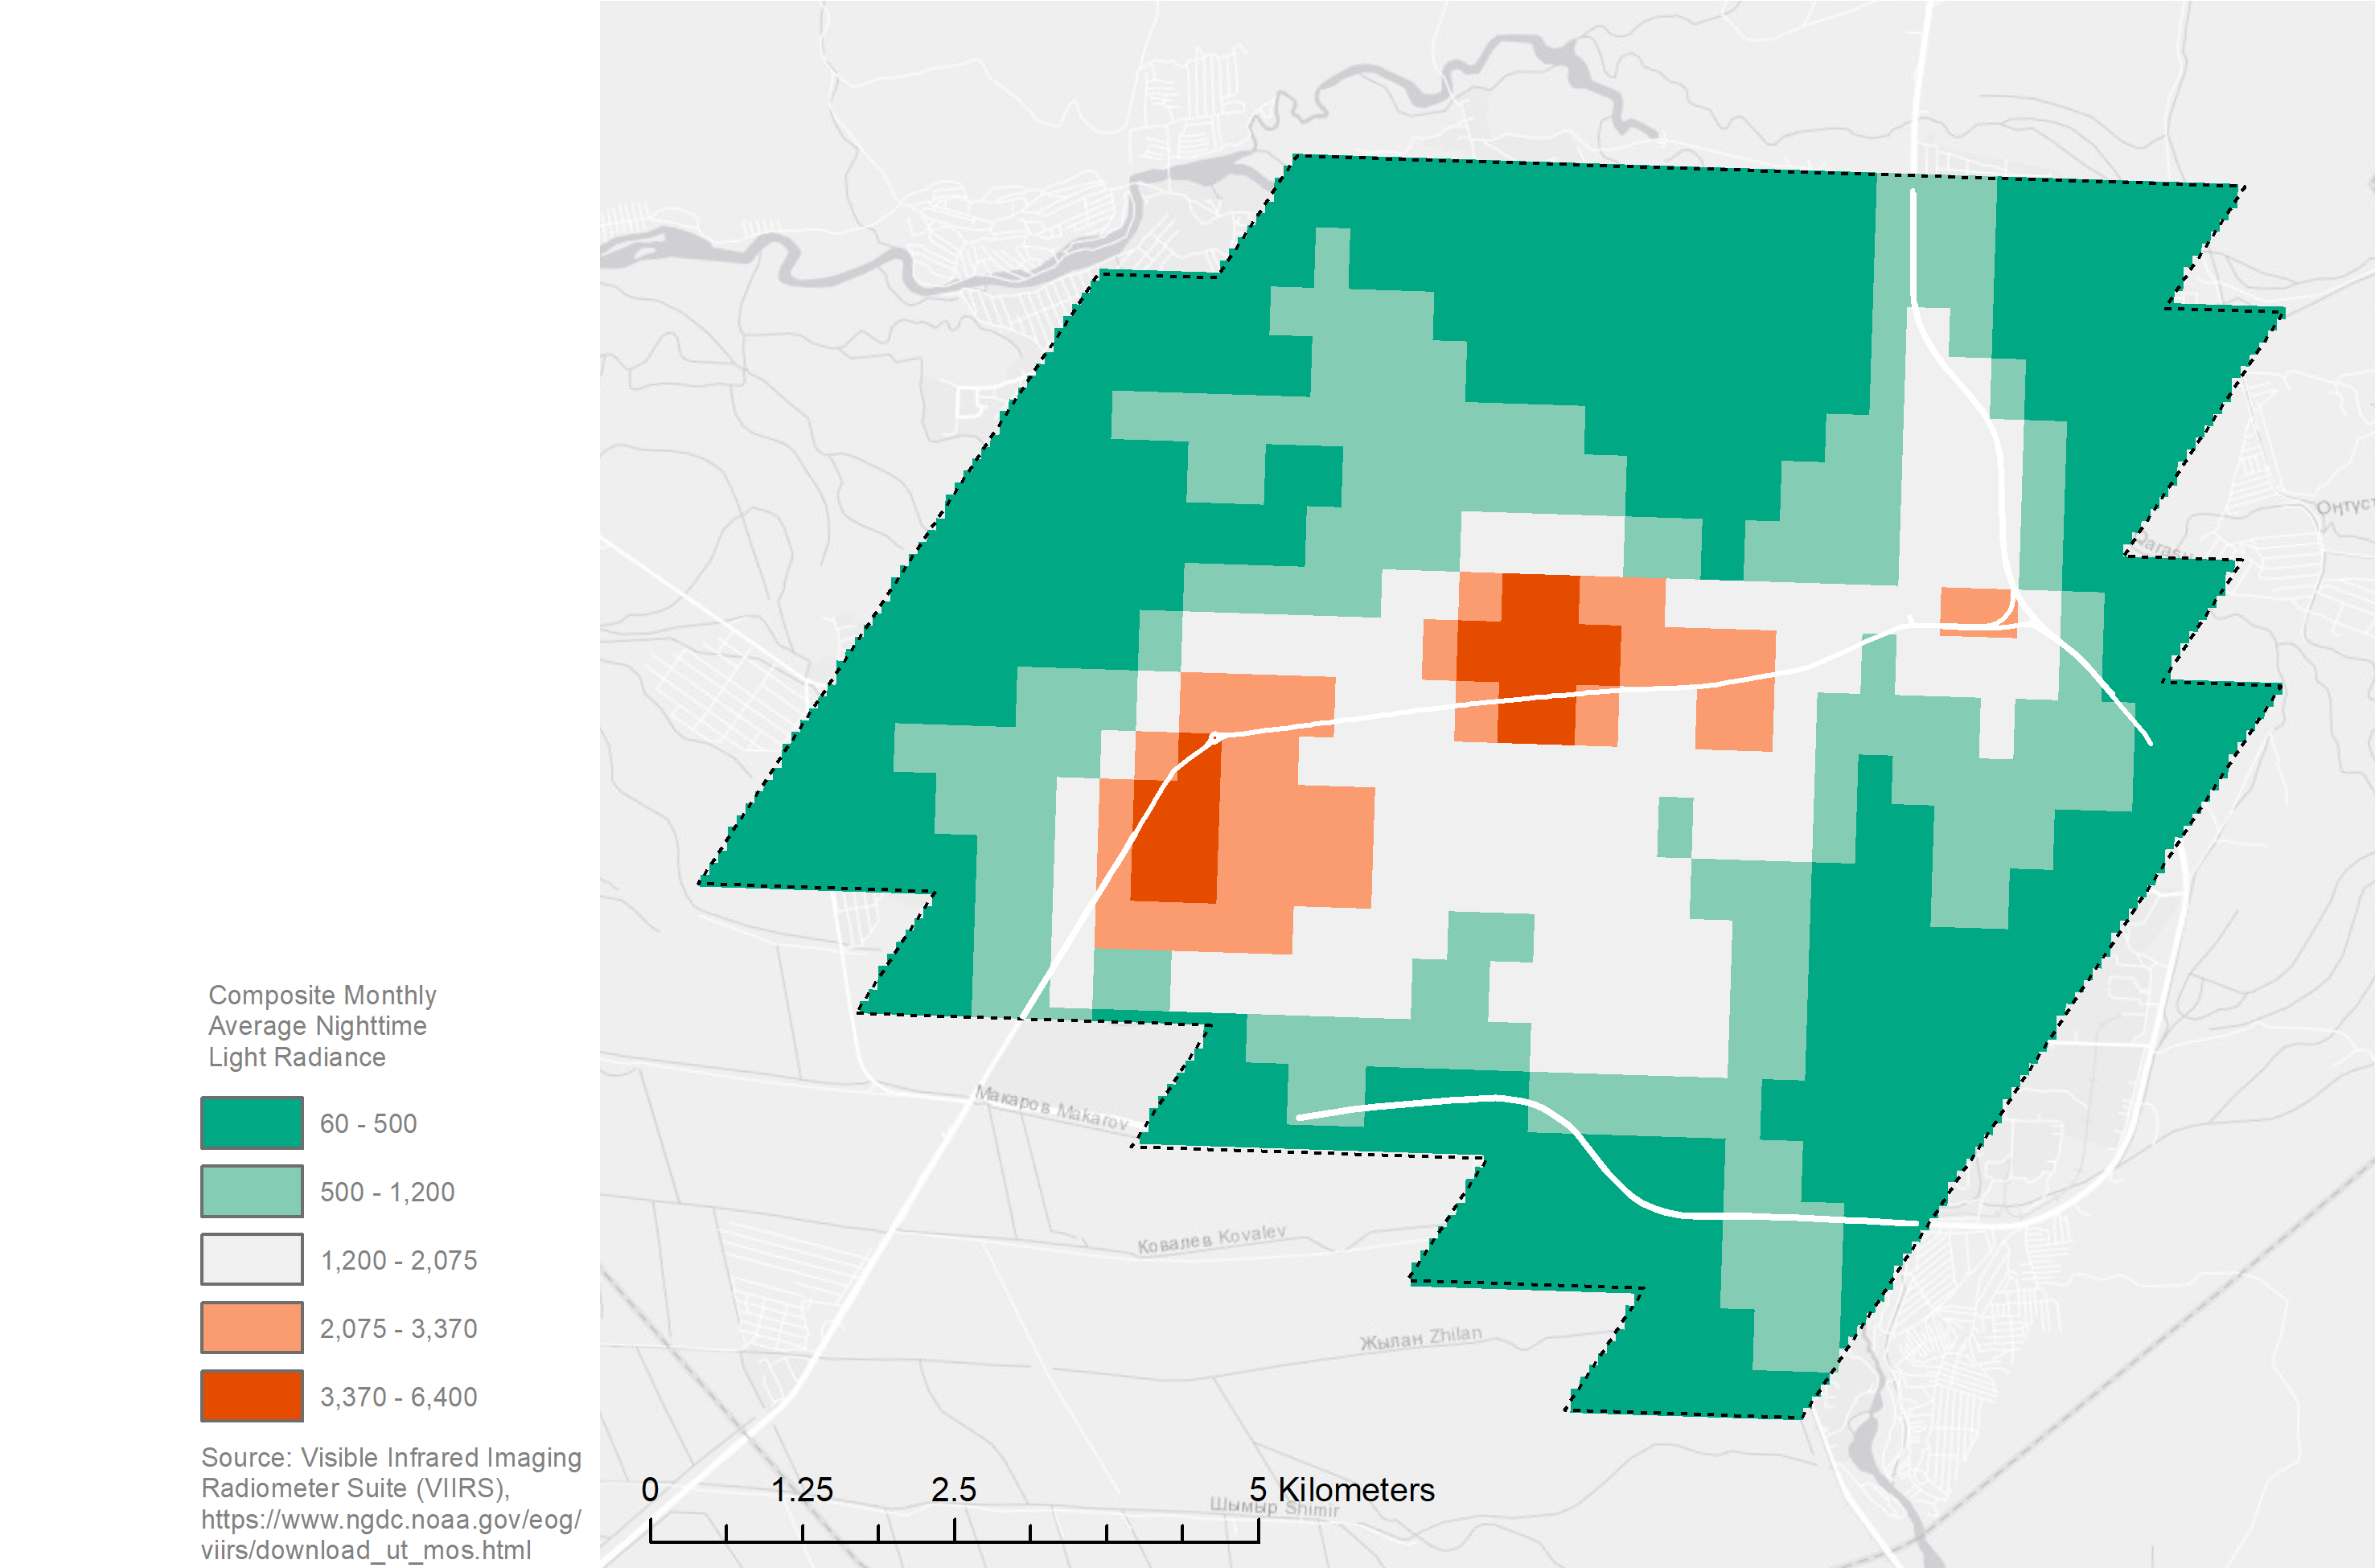 Оңтүст
Qaras
Composite Monthly
Average Nighttime
Light Radiance
60 - 500
500 - 1,200
1,200 - 2,075
2,075 - 3,370
3,370 - 6,400
Source: Visible Infrared Imaging
Radiometer Suite (VIIRS),
https://www.ngdc.noaa.gov/eog/
viirs/download_ut_mos.html
Макаров Makarov
Ковалев Kovalev
Жылан Zhilan
0 1.25 2.5 5 Kilometers
Шымыр Shimir